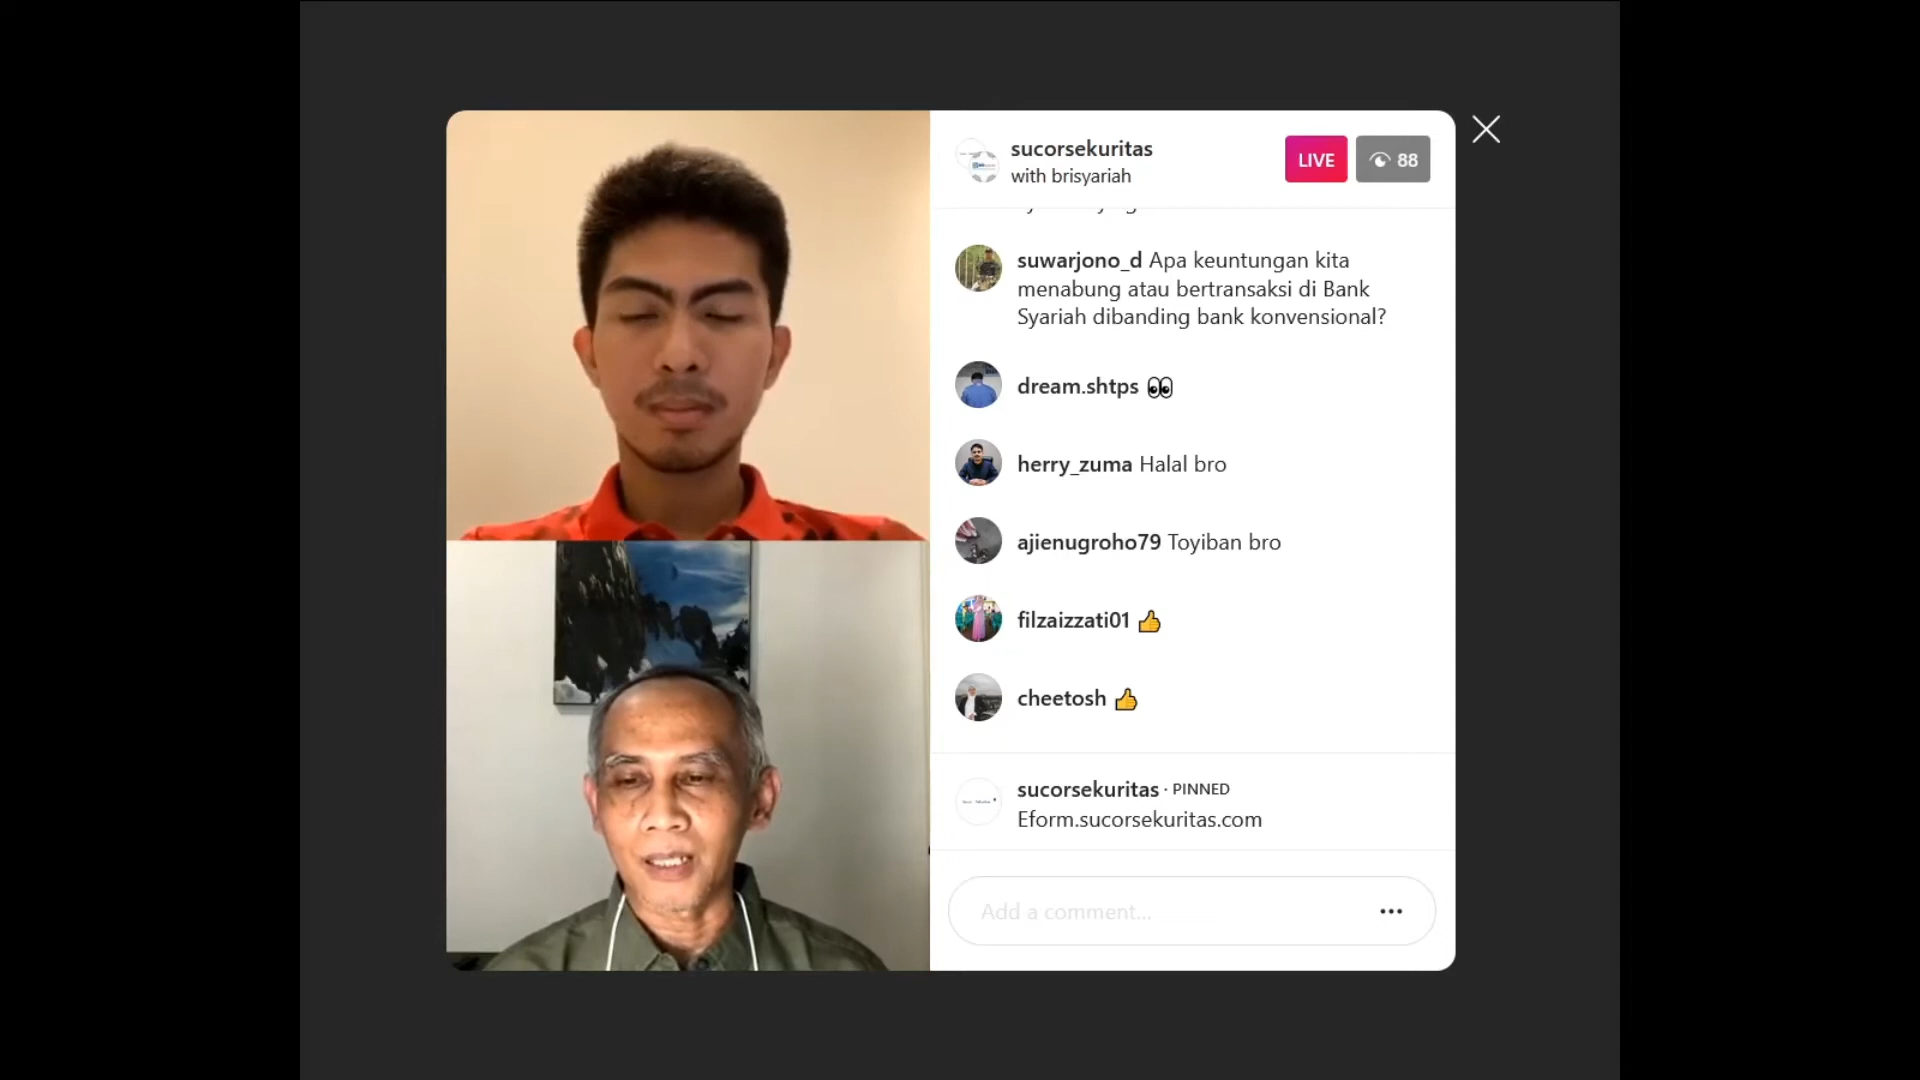 sucorsekuritas
with brisyariah
LIVE
88
suwarjono_d Apa keuntungan kita
menabung atau bertransaksi di Bank
Syariah dibanding bank konvensional?
dream.shtps 👀
herry_zuma Halal bro
ajienugroho79 Toyiban bro
filzaizzati01 👍
cheetosh 👍
sucorsekuritas · PINNED
Eform.sucorsekuritas.com
Add a comment...